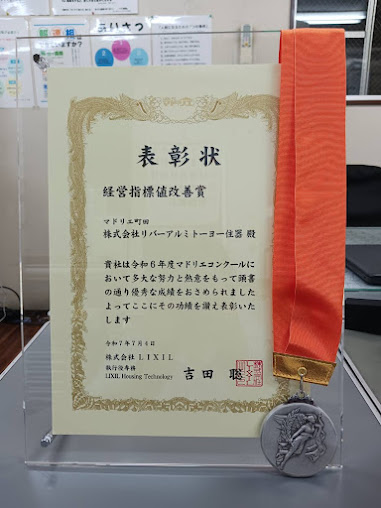 あいさつ
表彰状
経営指標値改善賞
マドリエ町田
株式会社リバーアルミトーヨー住器 殿
貴社は令和6年度マドリエコンクールに
おいて多大な努力と熱意をもって頭書
の通り優秀な成績をおさめられました
よってここにその功績を讃え表彰いた
します
令和7年7月4日
株式会社 LIXIL
執行役専務
LIXIL Housing Technology 吉田 聡